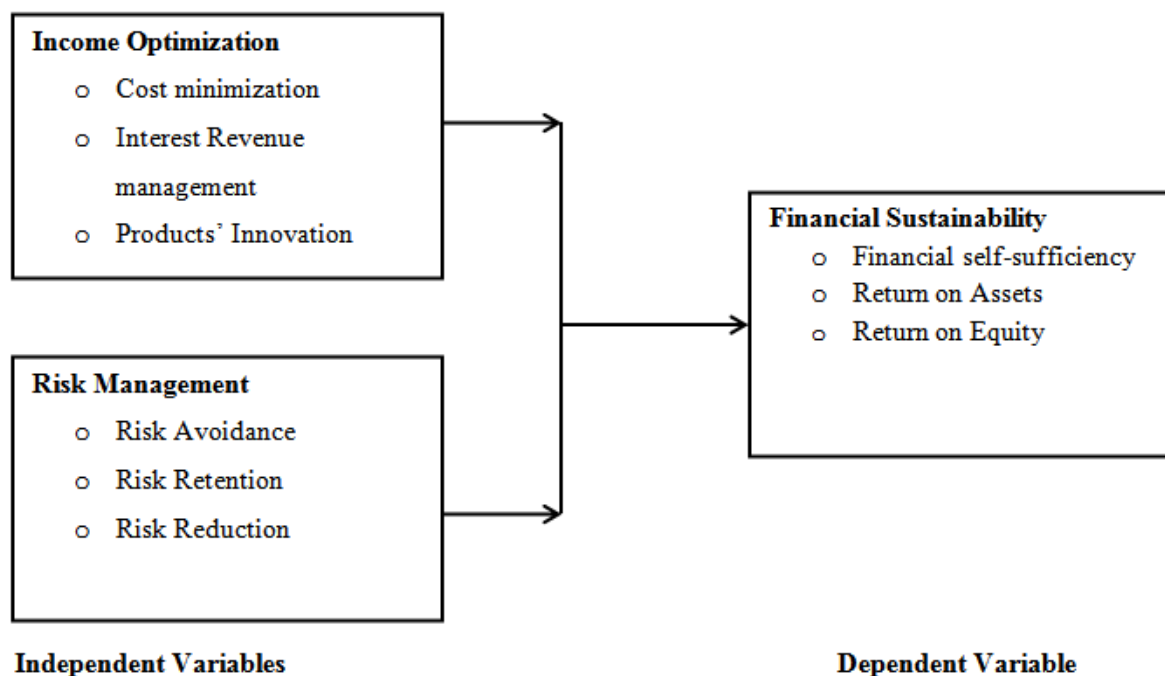 Income Optimization
o Cost minimization
o Interest Revenue
management
o Products’ Innovation
Risk Management
o Risk Avoidance
o Risk Retention
o Risk Reduction
Independent Variables
Financial Sustainability
o Financial self-sufficiency
o Return on Assets
o Return on Equity
Dependent Variable